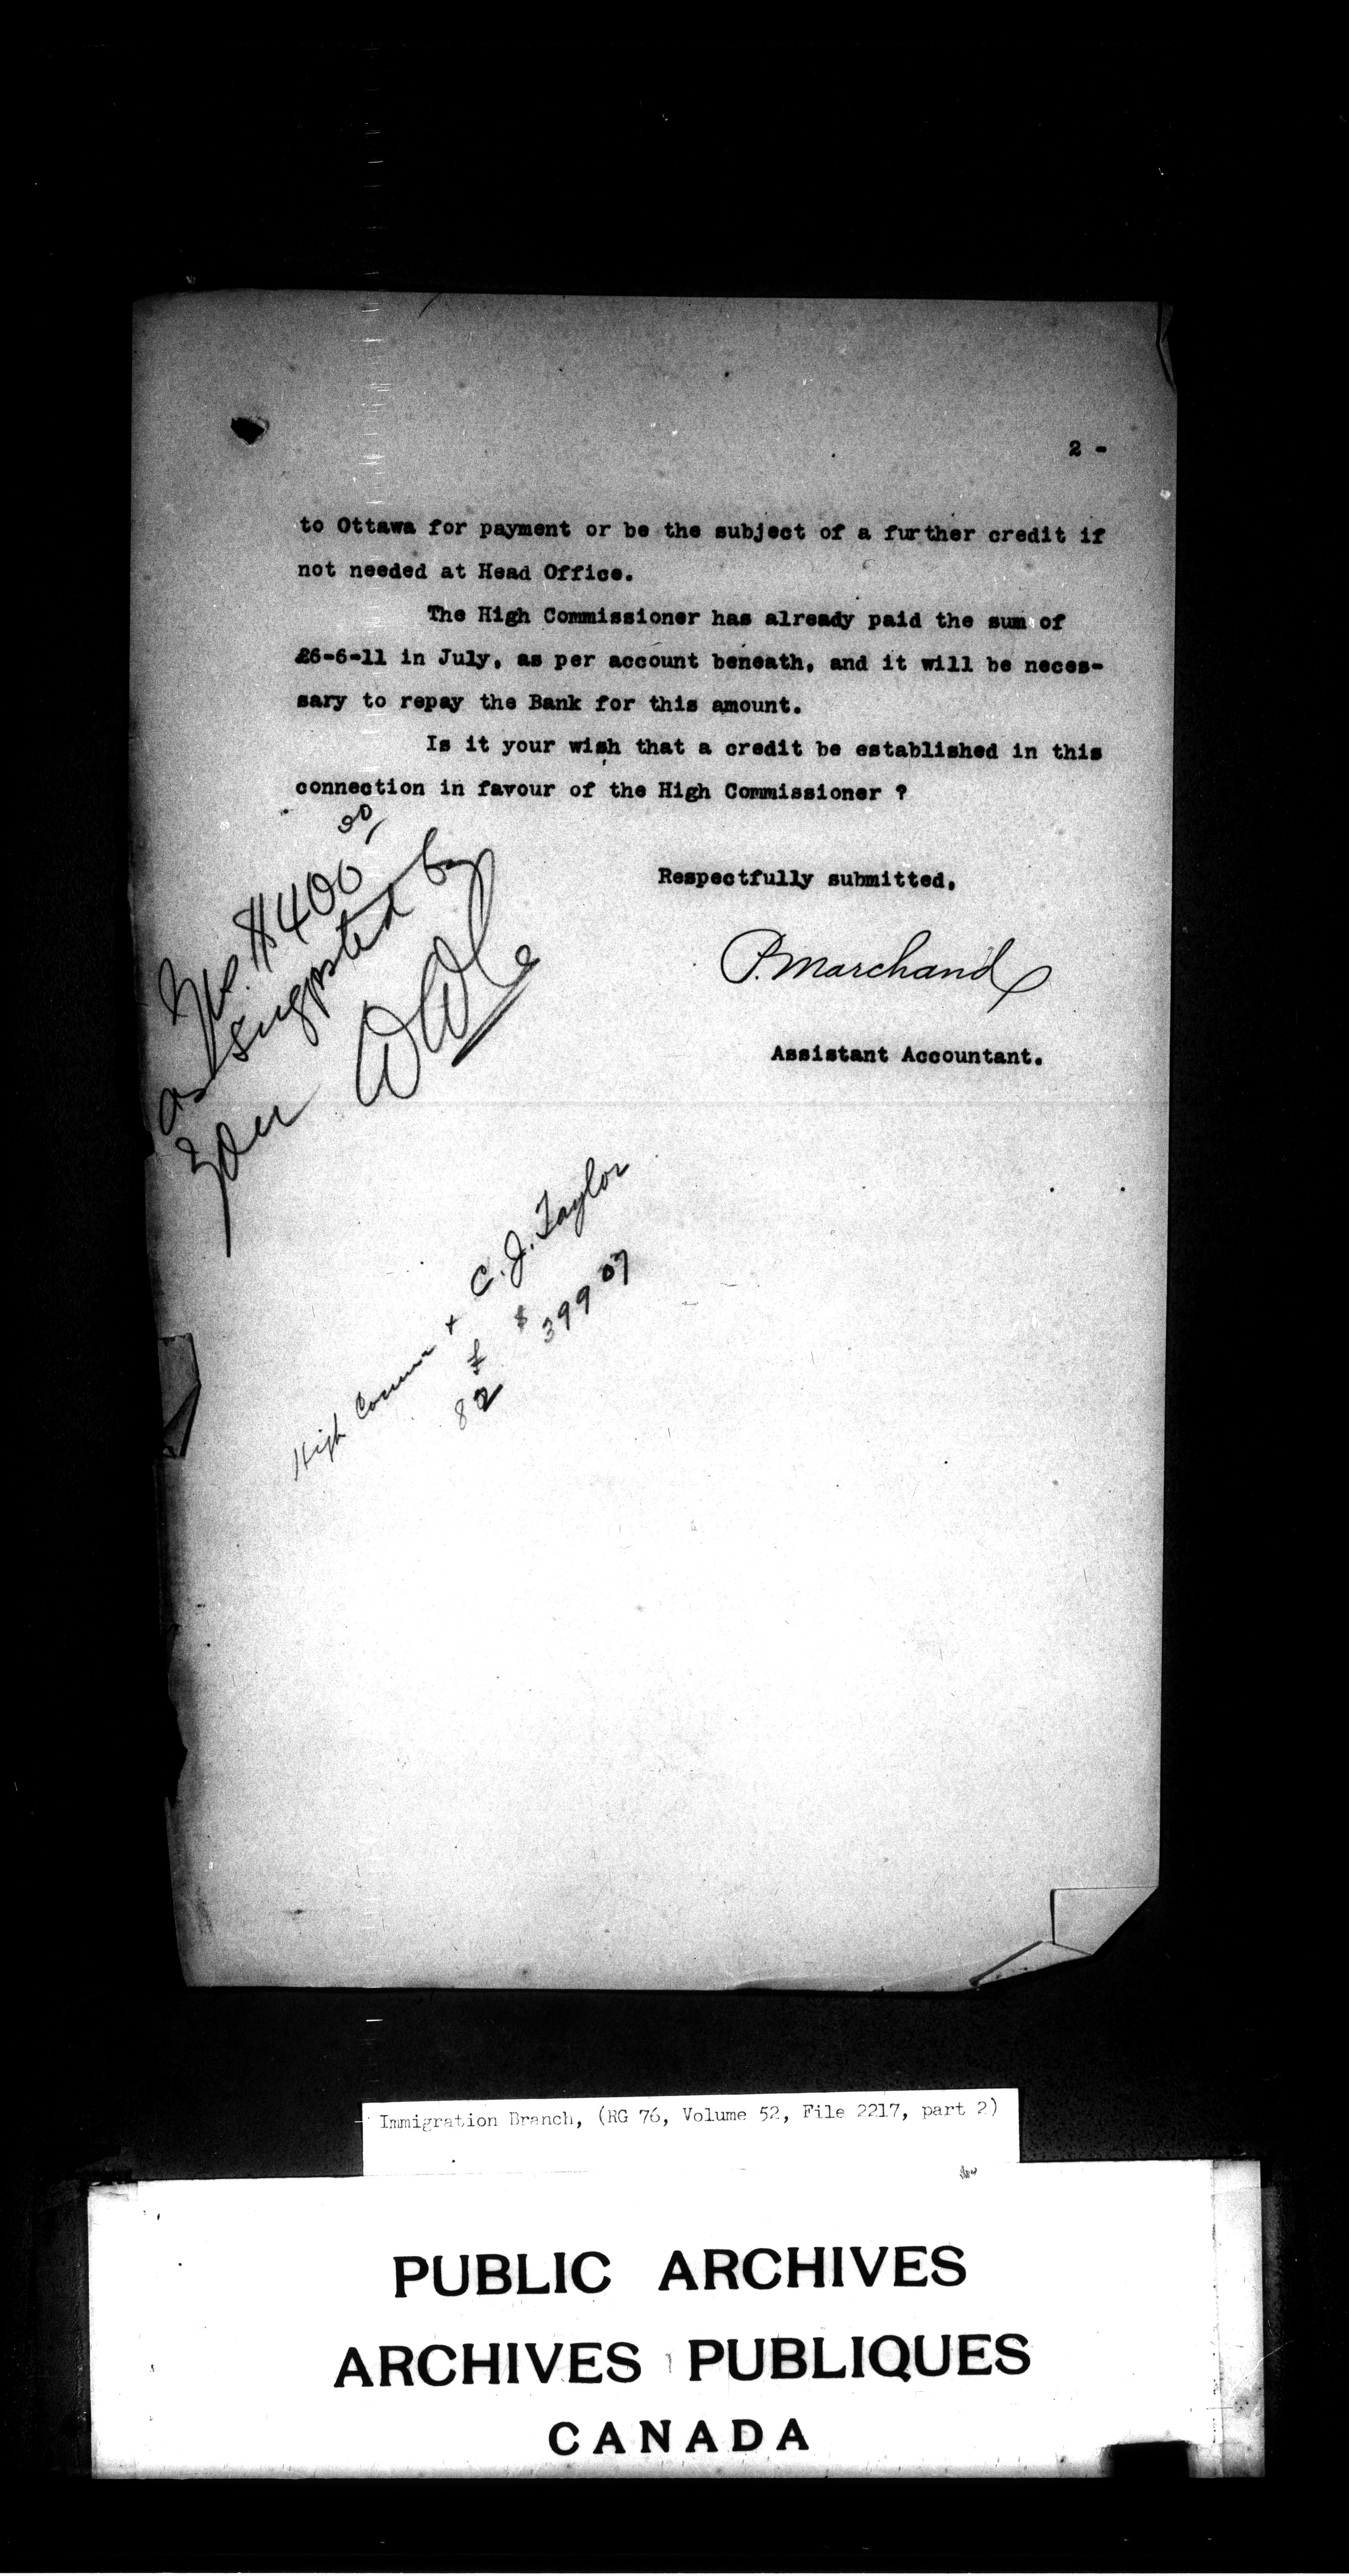 2 -
to Ottawa for payment or be the subject of a further credit if
not needed at Head Office.
The High Commissioner has already paid the sum of
£6-6-11 in July, as per account beneath, and it will be neces-
sary to repay the Bank for this amount.
Is it your wish that a credit be established in this
connection in favour of the High Commissioner ?
Respectfully submitted,
P. Marchand
Assistant Accountant.
Yes. $400 00
as suggested by
you
High Commr + C. J. Taylor
£ $
82 399 07
Immigration Branch, (RG 76, Volume 52, File 2217, part 2)
PUBLIC ARCHIVES
ARCHIVES PUBLIQUES
CANADA